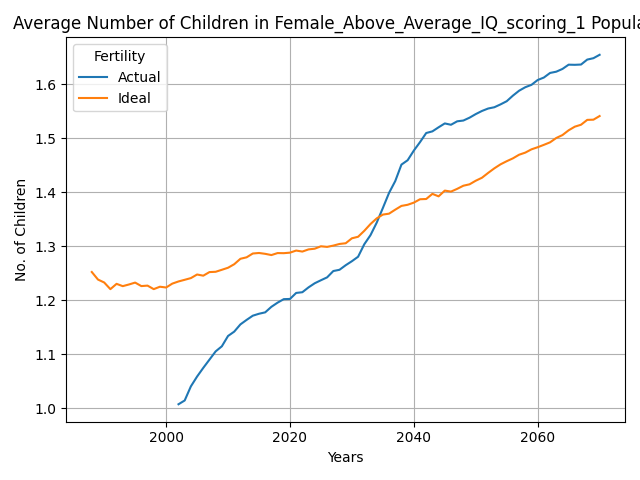 Average Number of Children in Female_Above_Average_IQ_scoring_1 Popula
Fertility
Actual
Ideal
No. of Children
1.6
1.5
1.4
1.3
1.2
1.1
1.0
2000 2020 2040 2060
Years